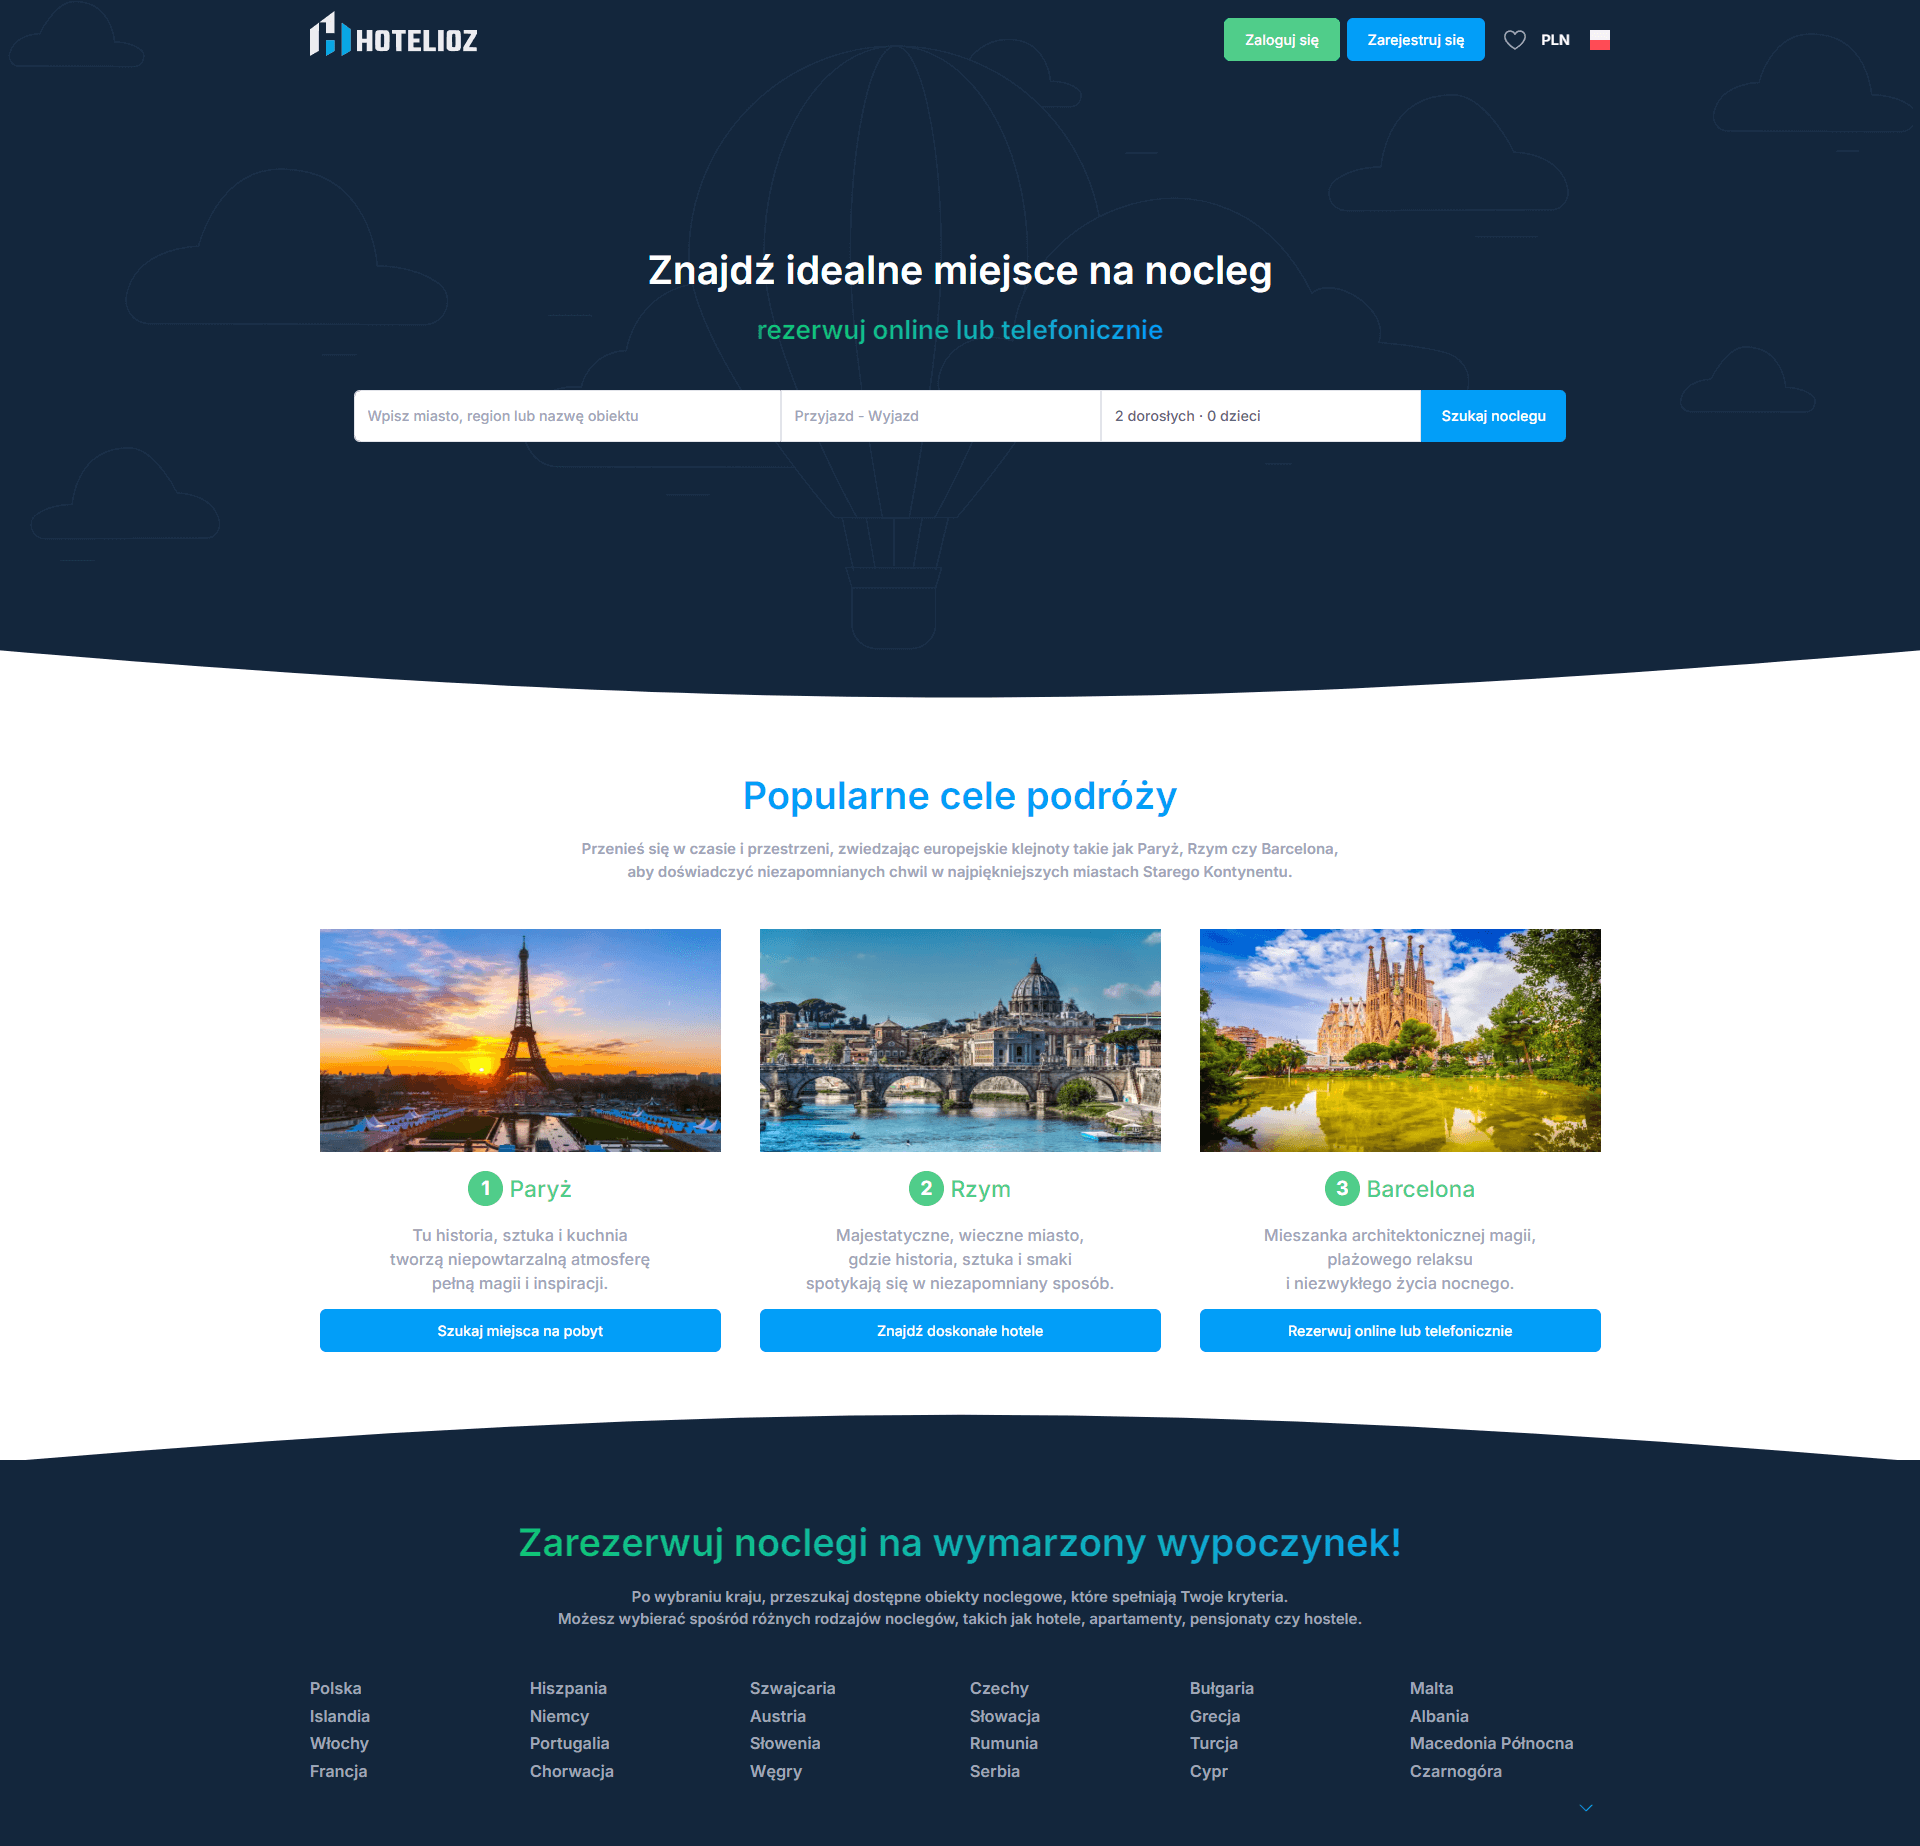 HOTELIOZ
Zaloguj się
Zarejestruj się
PLN
Znajdź idealne miejsce na nocleg
rezerwuj online lub telefonicznie
Wpisz miasto, region lub nazwę obiektu
Przyjazd - Wyjazd
2 dorosłych · 0 dzieci
Szukaj noclegu
Popularne cele podróży
Przenieś się w czasie i przestrzeni, zwiedzając europejskie klejnoty takie jak Paryż, Rzym czy Barcelona,
aby doświadczyć niezapomnianych chwil w najpiękniejszych miastach Starego Kontynentu.
1 Paryż
Tu historia, sztuka i kuchnia
tworzą niepowtarzalną atmosferę
pełną magii i inspiracji.
Szukaj miejsca na pobyt
2 Rzym
Majestatyczne, wieczne miasto,
gdzie historia, sztuka i smaki
spotykają się w niezapomniany sposób.
Znajdź doskonałe hotele
3 Barcelona
Mieszanka architektonicznej magii,
plażowego relaksu
i niezwykłego życia nocnego.
Rezerwuj online lub telefonicznie
Zarezerwuj noclegi na wymarzony wypoczynek!
Po wybraniu kraju, przeszukaj dostępne obiekty noclegowe, które spełniają Twoje kryteria.
Możesz wybierać spośród różnych rodzajów noclegów, takich jak hotele, apartamenty, pensjonaty czy hostele.
Polska
Islandia
Włochy
Francja
Hiszpania
Niemcy
Portugalia
Chorwacja
Szwajcaria
Austria
Słowenia
Węgry
Czechy
Słowacja
Rumunia
Serbia
Bułgaria
Grecja
Turcja
Cypr
Malta
Albania
Macedonia Północna
Czarnogóra